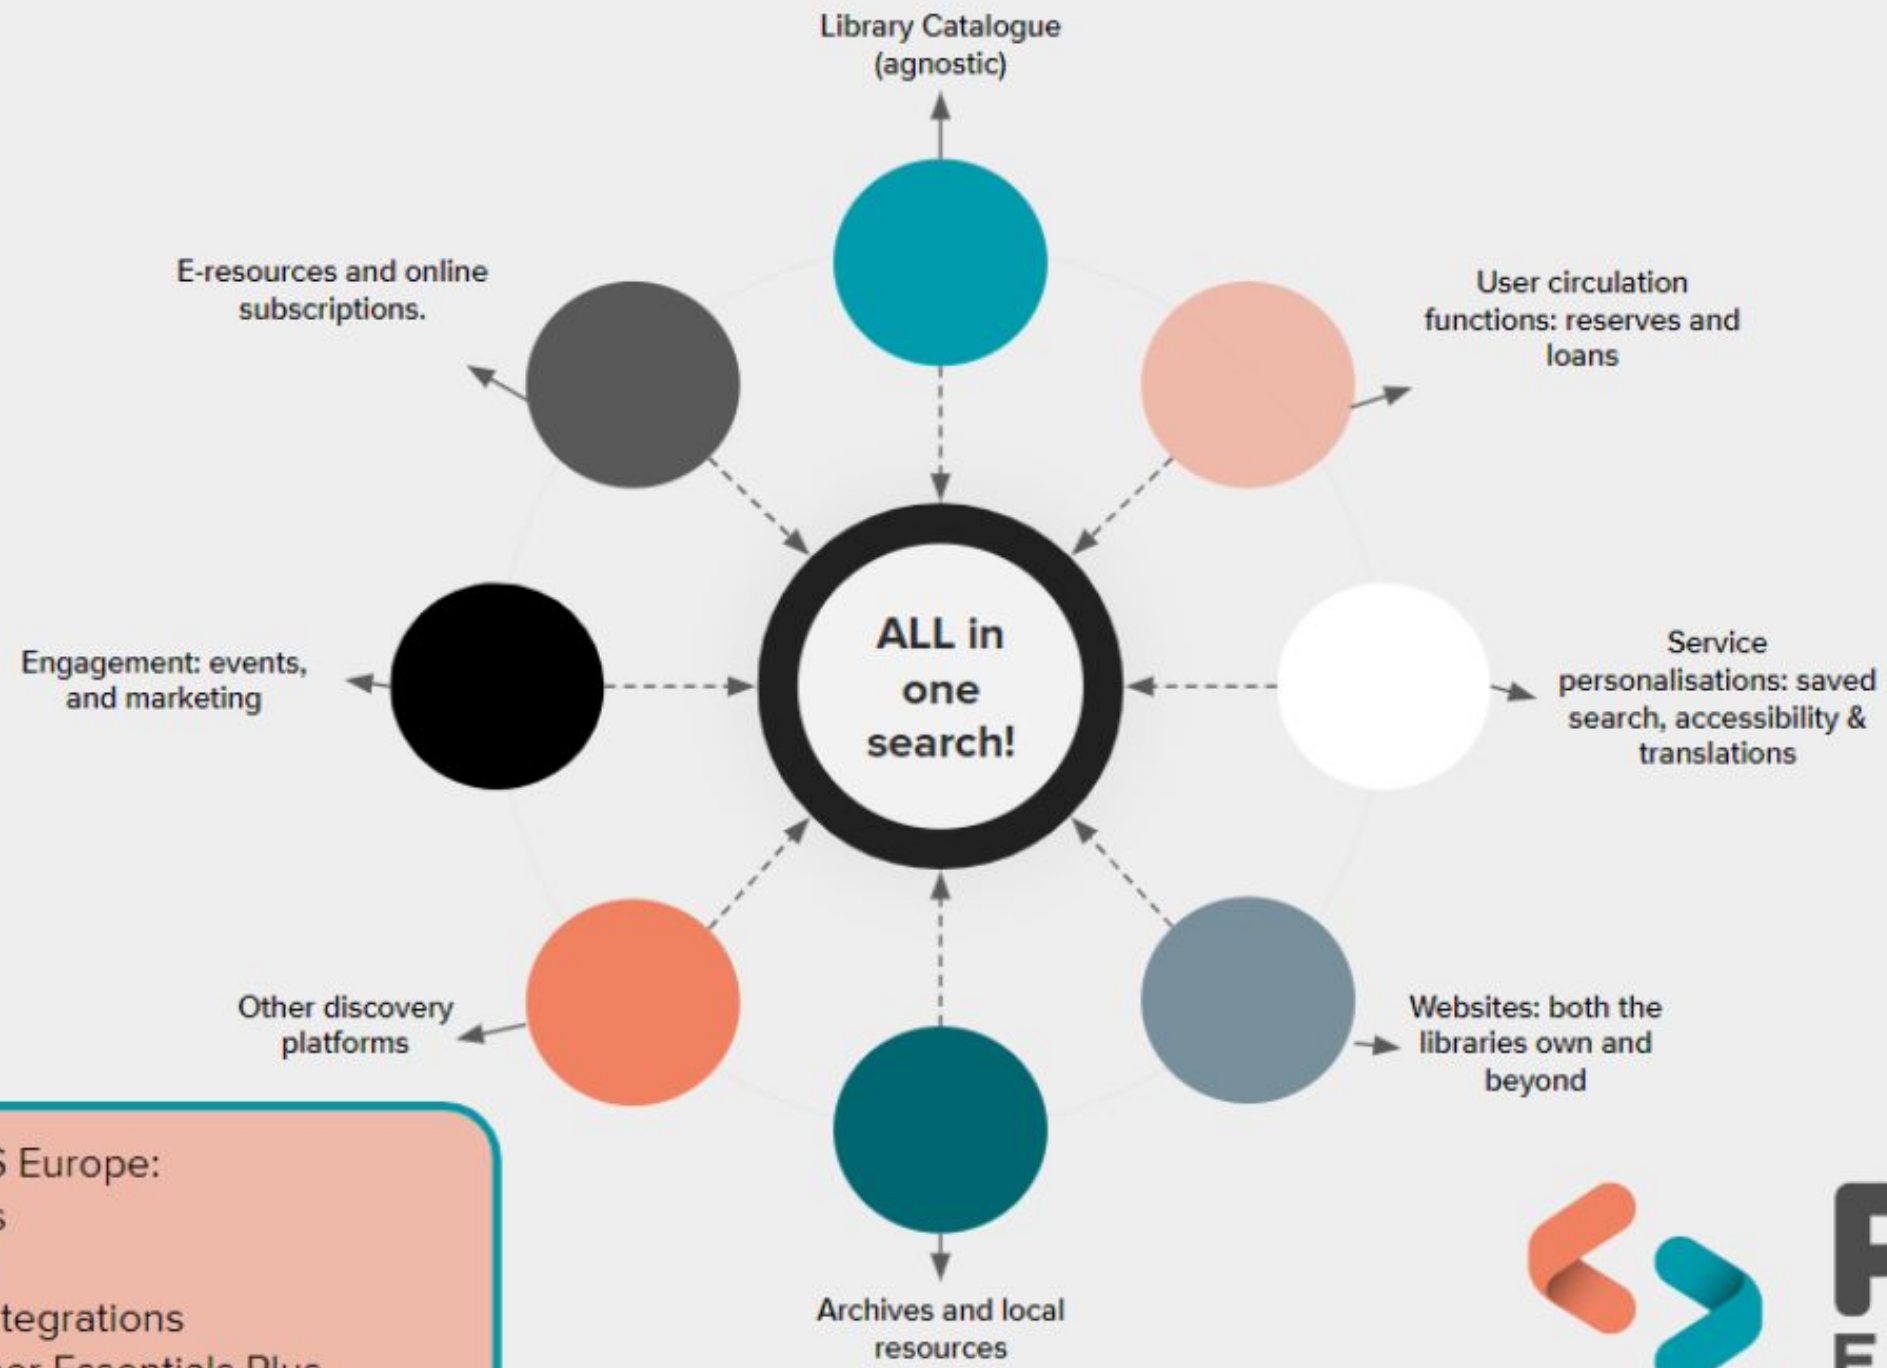 Library Catalogue
(agnostic)
E-resources and online
subscriptions.
User circulation
functions: reserves and
loans
ALL in
one
search!
Engagement: events,
and marketing
Service
personalisations: saved
search, accessibility &
translations
Other discovery
platforms
Websites: both the
libraries own and
beyond
Archives and local
resources
Europe:
Essentials Plus